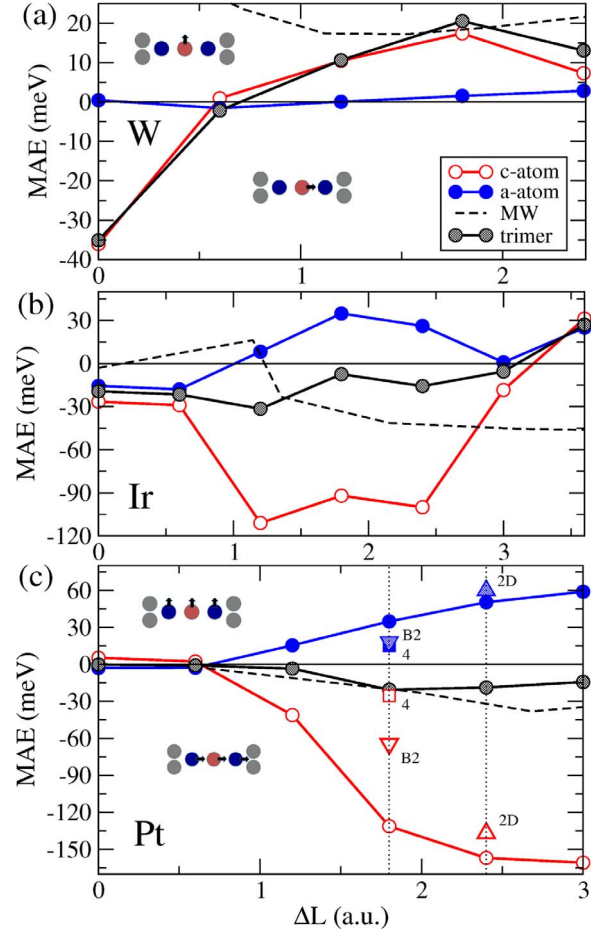 (a)
MAE (meV)
20
10
0
10
20
-30
-40
W
c-atom
a-atom
MW
trimer
0
1
2
(b)
MAE (meV)
30
0
-30
-60
-90
-120
Ir
0
1
2
3
(c)
MAE (meV)
60
30
0
-30
-60
-90
-120
-150
2D
B2
4
4
B2
2D
Pt
0
1
2
3
ΔL (a.u.)